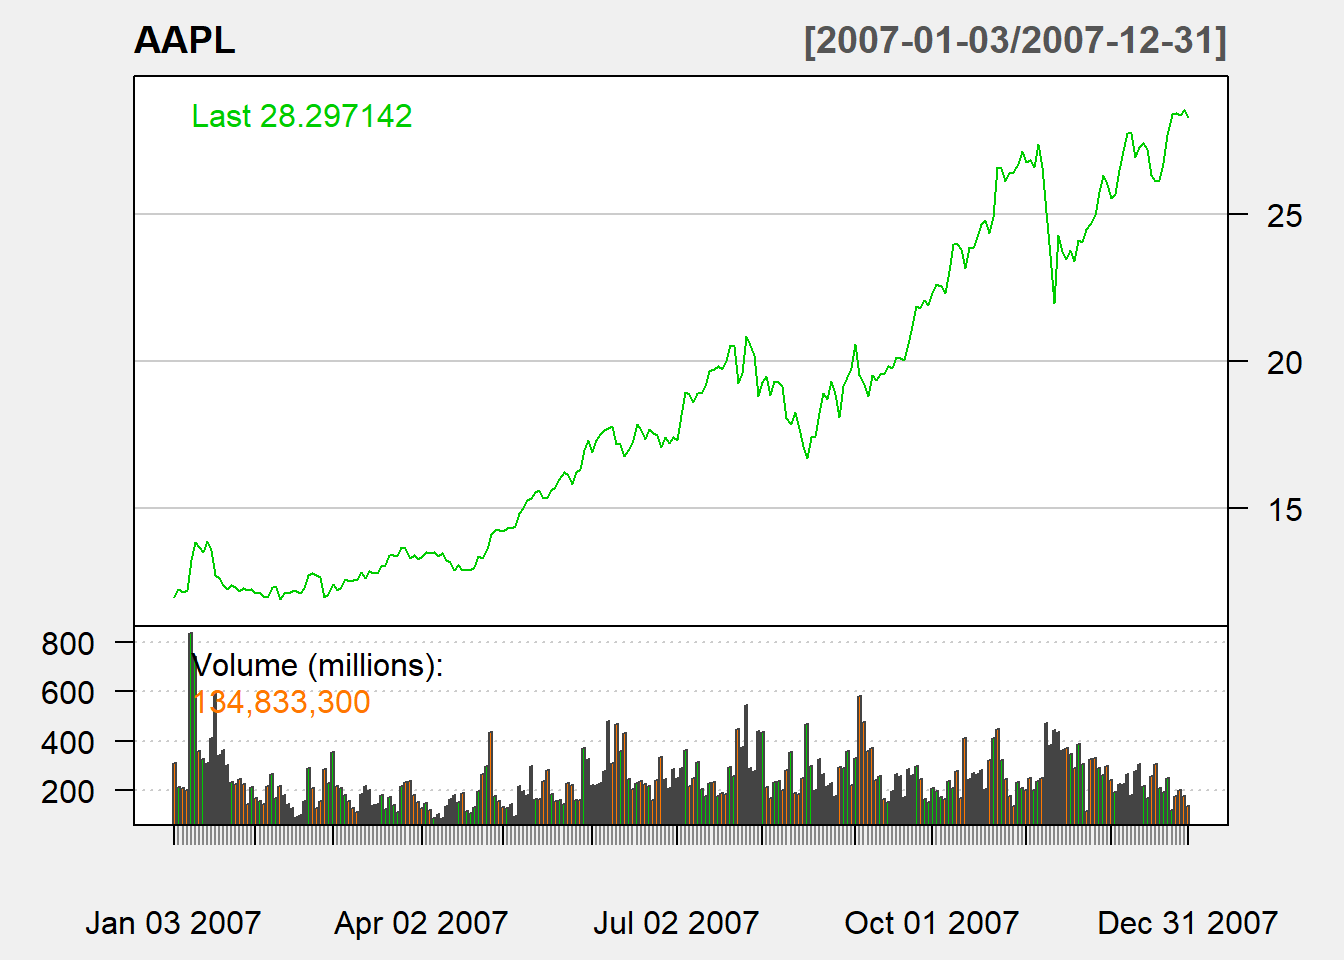 AAPL [2007-01-03/2007-12-31]
Last 28.297142
25
20
15
800
600
400
200
Volume (millions):
134,833,300
Jan 03 2007 Apr 02 2007 Jul 02 2007 Oct 01 2007 Dec 31 2007